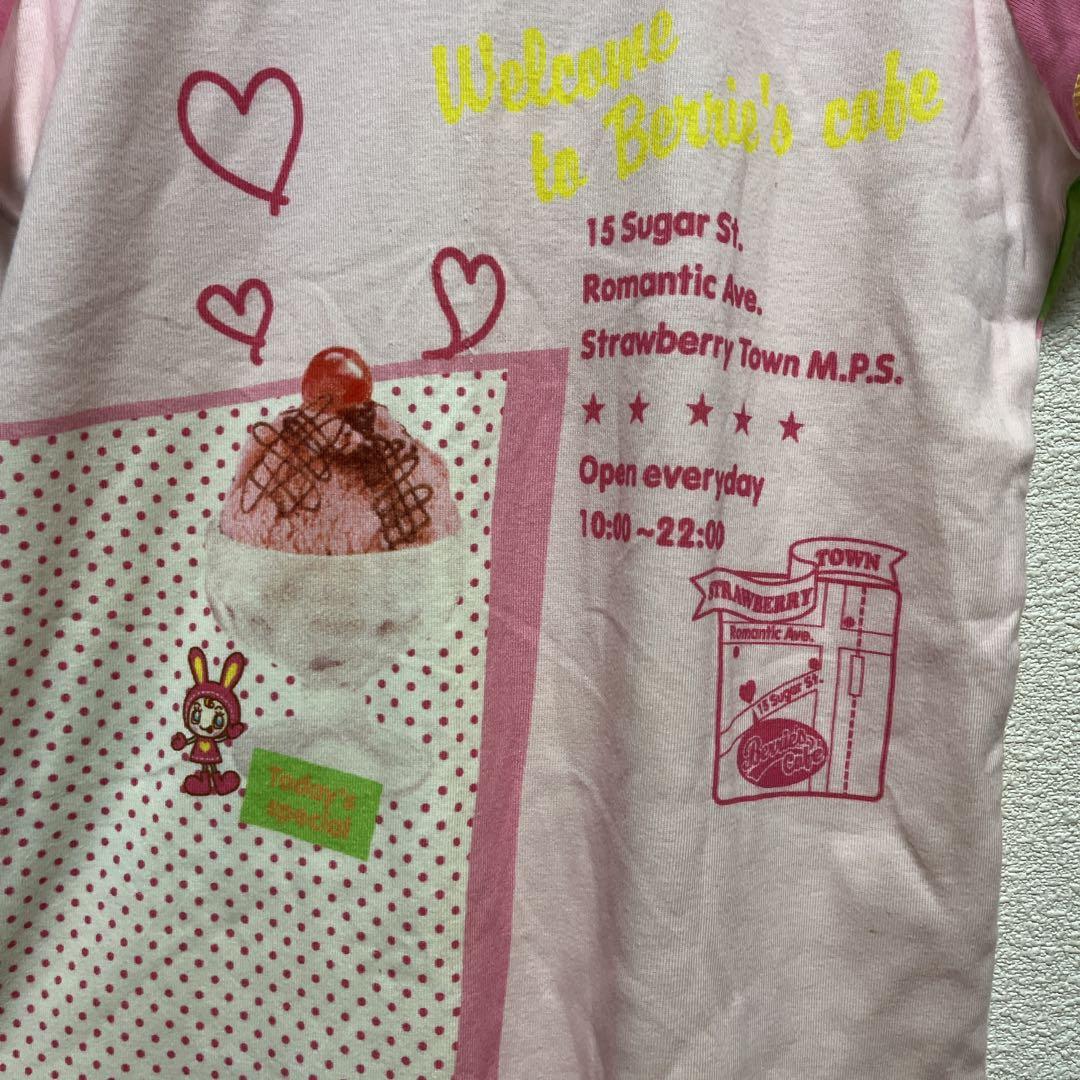 Welcome
to Berrie's cafe
15 Sugar St.
Romantic Ave.
Strawberry Town M.P.S.
Open everyday
10:00~22:00
TOWN
STRAWBERRY
Romantic Ave.
15 Sugar St.
Berrie's
Cafe
Today's
special